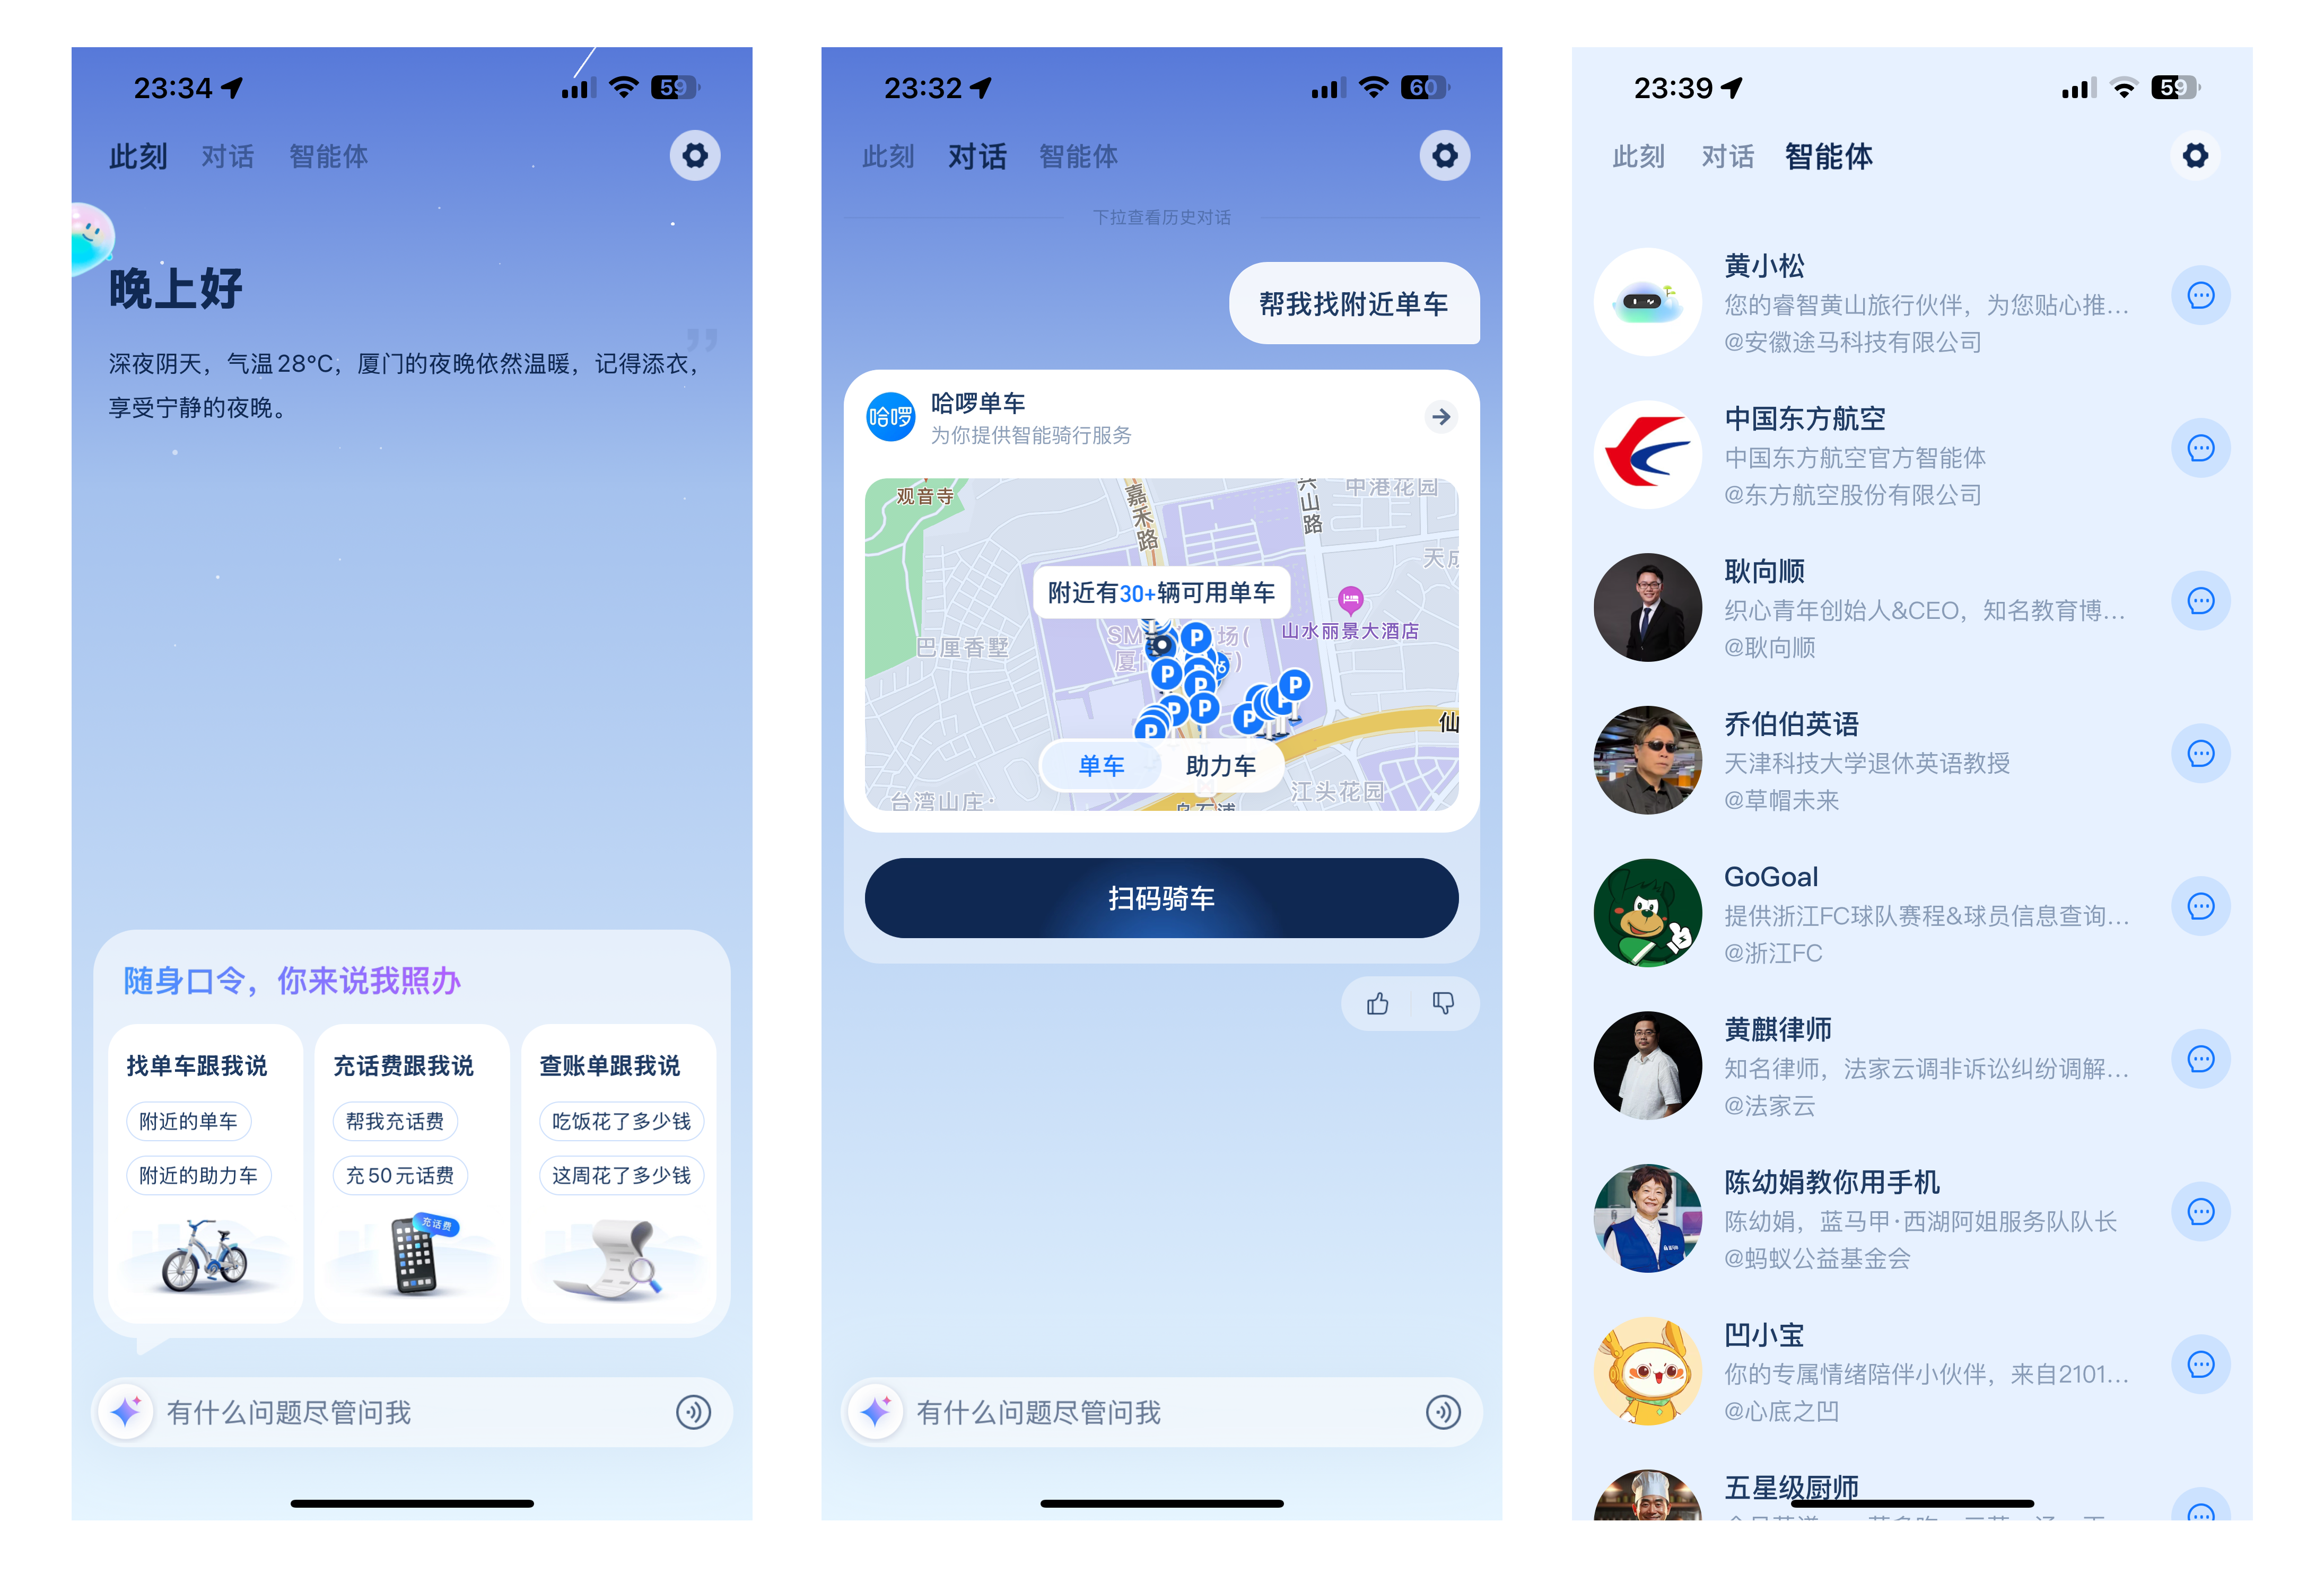 23:34
59
此刻 对话 智能体
晚上好
深夜阴天，气温28°C，厦门的夜晚依然温暖，记得添衣，
享受宁静的夜晚。
随身口令，你来说我照办
找单车跟我说
附近的单车
附近的助力车
充话费跟我说
帮我充话费
充50元话费
充话费
查账单跟我说
吃饭花了多少钱
这周花了多少钱
有什么问题尽管问我
23:32
60
此刻 对话 智能体
下拉查看历史对话
帮我找附近单车
哈啰
哈啰单车
为你提供智能骑行服务
观音寺
嘉禾路
兴山路
中港花园
天成
附近有30+辆可用单车
山水丽景大酒店
巴厘香墅
SM
场(
厦
)
P
P
P
P
P
P
P
P
P
仙
单车 助力车
台湾山庄·
江头花园
乌石浦
扫码骑车
有什么问题尽管问我
23:39
59
此刻 对话 智能体
黄小松
您的睿智黄山旅行伙伴，为您贴心推...
@安徽途马科技有限公司
中国东方航空
中国东方航空官方智能体
@东方航空股份有限公司
耿向顺
织心青年创始人&CEO，知名教育博...
@耿向顺
乔伯伯英语
天津科技大学退休英语教授
@草帽未来
GoGoal
提供浙江FC球队赛程&球员信息查询...
@浙江FC
黄麒律师
知名律师，法家云调非诉讼纠纷调解...
@法家云
陈幼娟教你用手机
陈幼娟，蓝马甲·西湖阿姐服务队队长
@蚂蚁公益基金会
凹小宝
你的专属情绪陪伴小伙伴，来自2101...
@心底之凹
五星级厨师